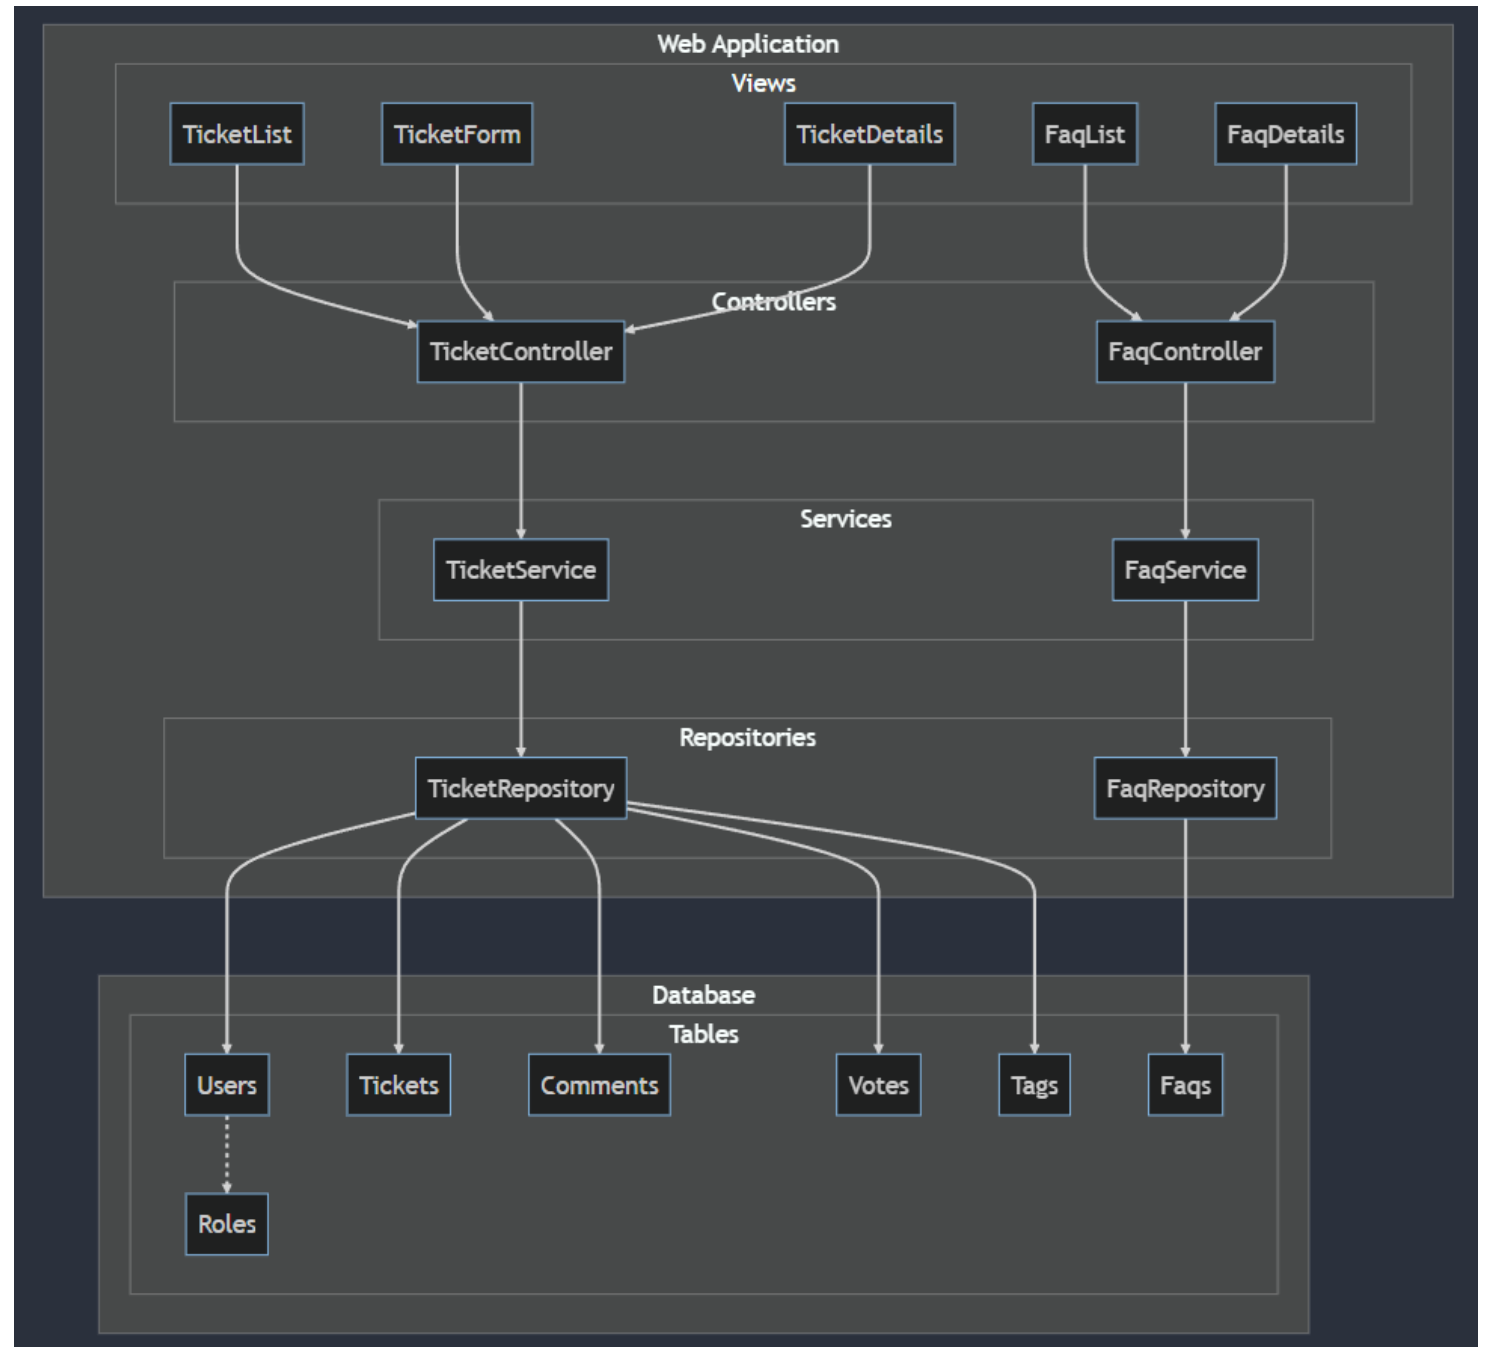 Web Application
Views
TicketList
TicketForm
TicketDetails
FaqList
FaqDetails
Controllers
TicketController
FaqController
Services
TicketService
FaqService
Repositories
TicketRepository
FaqRepository
Database
Tables
Users
Tickets
Comments
Votes
Tags
Faqs
Roles